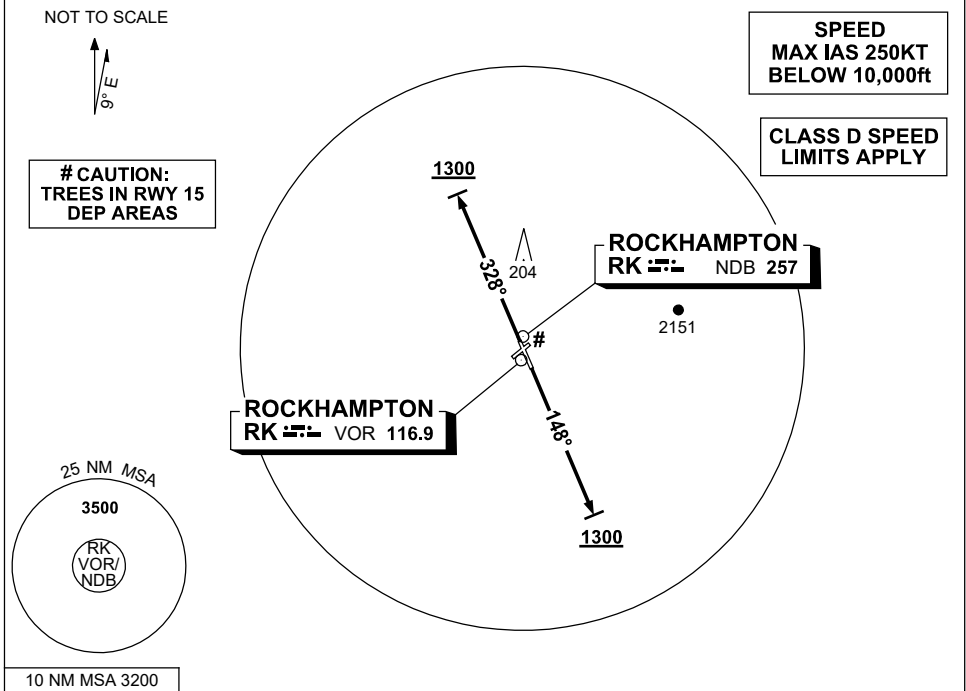 NOT TO SCALE
9° E
SPEED
MAX IAS 250KT
BELOW 10,000ft
CLASS D SPEED
LIMITS APPLY
# CAUTION:
TREES IN RWY 15
DEP AREAS
1300
328°
204
ROCKHAMPTON
RK NDB 257
2151
#
ROCKHAMPTON
RK VOR 116.9
148°
1300
25 NM MSA
3500
RK
VOR/
NDB
10 NM MSA 3200